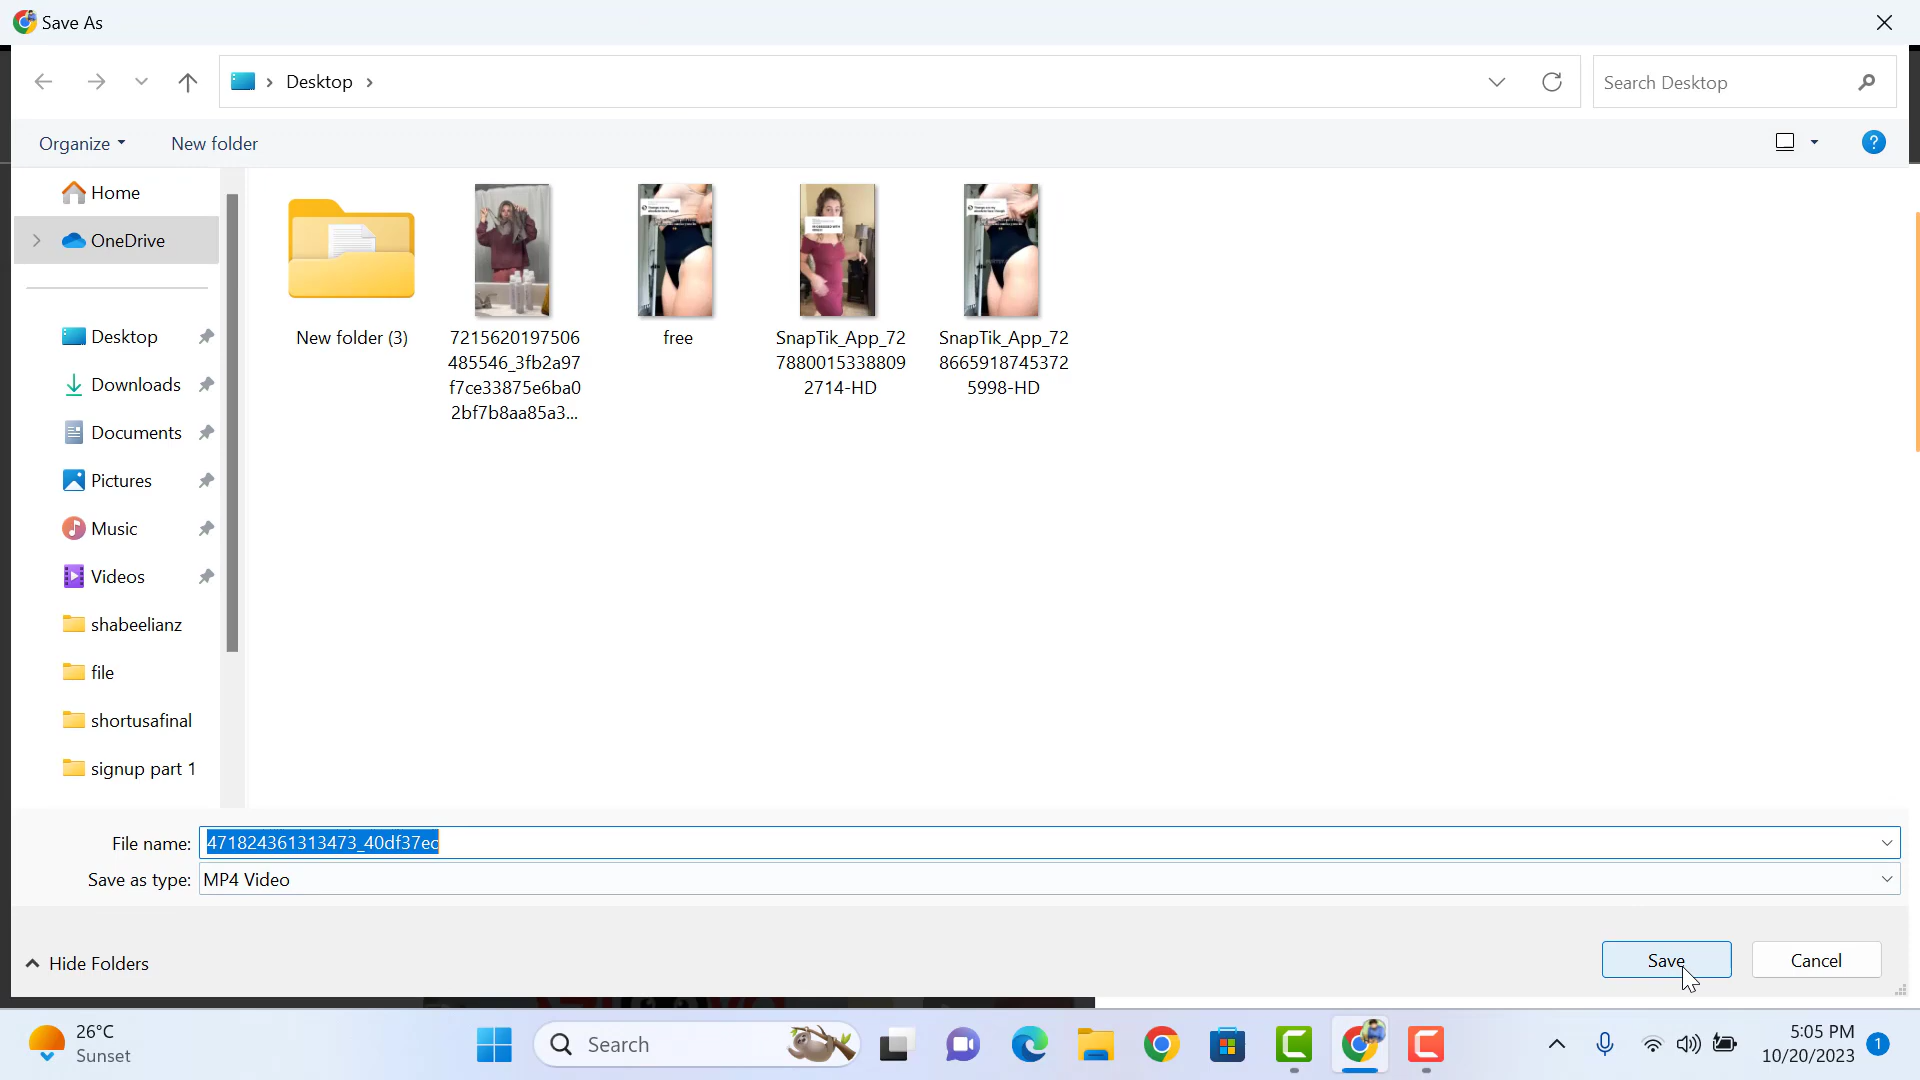 Save As
Desktop
Search Desktop
Organize
New folder
Home
OneDrive
Desktop
Downloads
Documents
Pictures
Music
Videos
shabeelianz
file
shortusafinal
signup part 1
New folder (3)
7215620197506
485546_3fb2a97
f7ce33875e6ba0
2bf7b8aa85a3...
free
SnapTik_App_72
7880015338809
2714-HD
SnapTik_App_72
8665918745372
5998-HD
File name: 471824361313473_40df37ec
Save as type: MP4 Video
Hide Folders
Save
Cancel
26°C
Sunset
Search
5:05 PM
10/20/2023
1